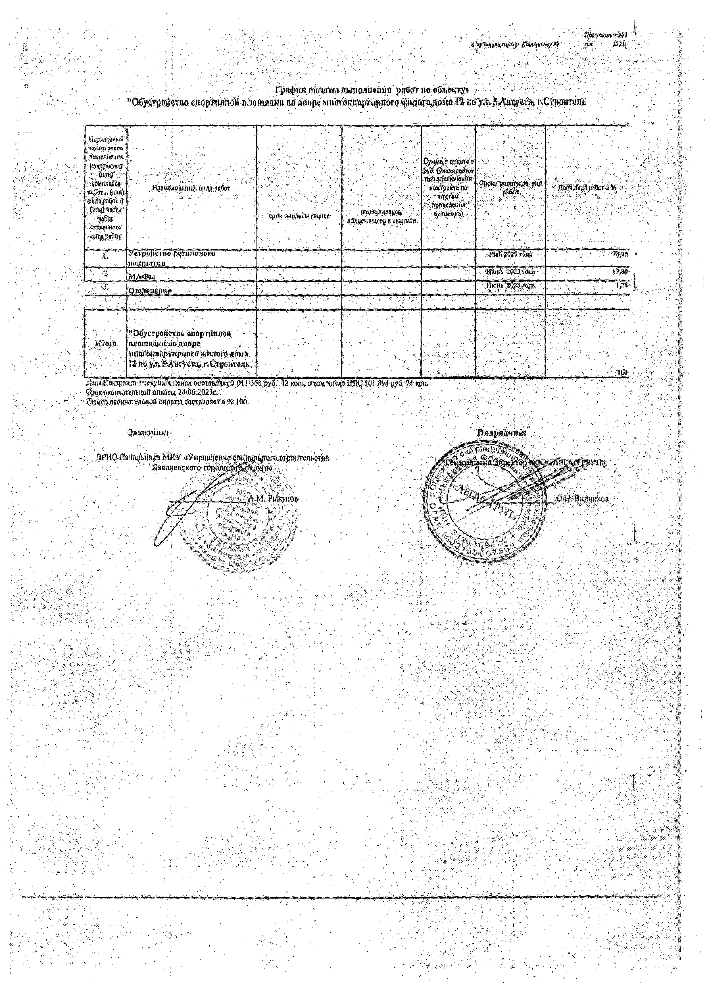 Приложение №4
к муниципальному Контракту № от 2023г
График оплаты выполнения работ по объекту:
"Обустройство спортивной площадки во дворе многоквартирного жилого дома 12 по ул. 5 Августа, г.Строитель
Порядковый
номер этапа
выполнения
контракта и
(или)
комплекса
работ и (или)
вида работ и
(или) части
работ
отдельного
вида работ
Наименование вида работ
срок выплаты аванса
размер аванса,
подлежащего к выплате
Сумма к оплате в
руб. (указывается
при заключении
контракта по
итогам
проведения
аукциона)
Сроки оплаты за вид
работ
Доля вида работ в %
1. Устройство резинового
покрытия
Май 2023 года 78,86
2 МАФы Июнь 2023 года 19,86
3. Озеленение Июнь 2023 года 1,28
Итого
"Обустройство спортивной
площадки во дворе
многоквартирного жилого дома
12 по ул. 5 Августа, г.Строитель
100
Цена Контракта в текущих ценах составляет 3 011 368 руб. 42 коп., в том числе НДС 501 894 руб. 74 коп.
Срок окончательной оплаты 24.06.2023г.
Размер окончательной оплаты составляет в % 100.
Заказчик:
ВРИО Начальника МКУ «Управление социального строительства
Яковлевского городского округа»
А.М. Рыкунов
Подрядчик:
Генеральный директор ООО «ЛЕГАС ГРУП»
О.Н. Винников
«ЛЕГАС ГРУП»